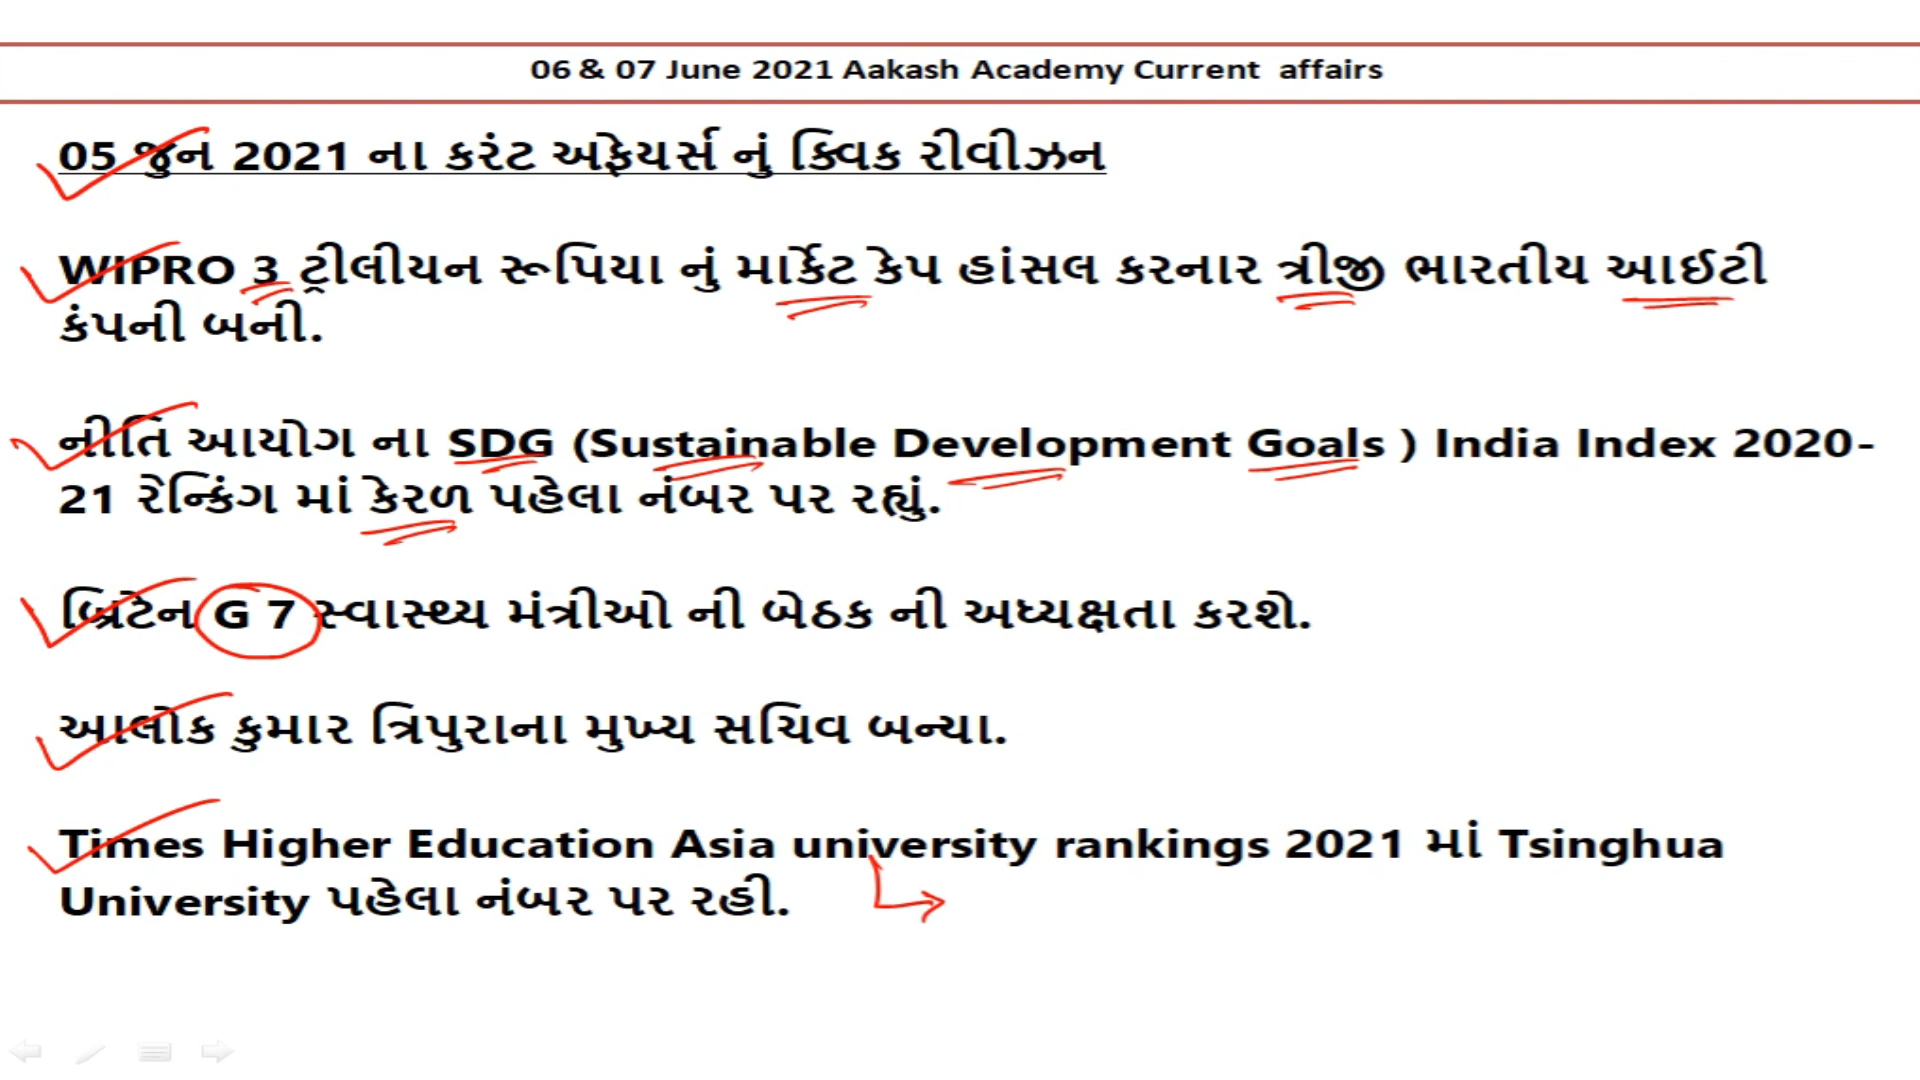 06 & 07 June 2021 Aakash Academy Current affairs
05 જુન 2021 ના કરંટ અફેયર્સ નું ક્વિક રીવીઝન
WIPRO 3 ટ્રીલીયન રૂપિયા નું માર્કેટ કેપ હાંસલ કરનાર ત્રીજી ભારતીય આઈટી
કંપની બની.
નીતિ આયોગ ના SDG (Sustainable Development Goals ) India Index 2020-
21 રેન્કિંગ માં કેરળ પહેલા નંબર પર રહ્યું.
બ્રિટેન G 7 સ્વાસ્થ્ય મંત્રીઓ ની બેઠક ની અધ્યક્ષતા કરશે.
આલોક કુમાર ત્રિપુરાના મુખ્ય સચિવ બન્યા.
Times Higher Education Asia university rankings 2021 માં Tsinghua
University પહેલા નંબર પર રહી.